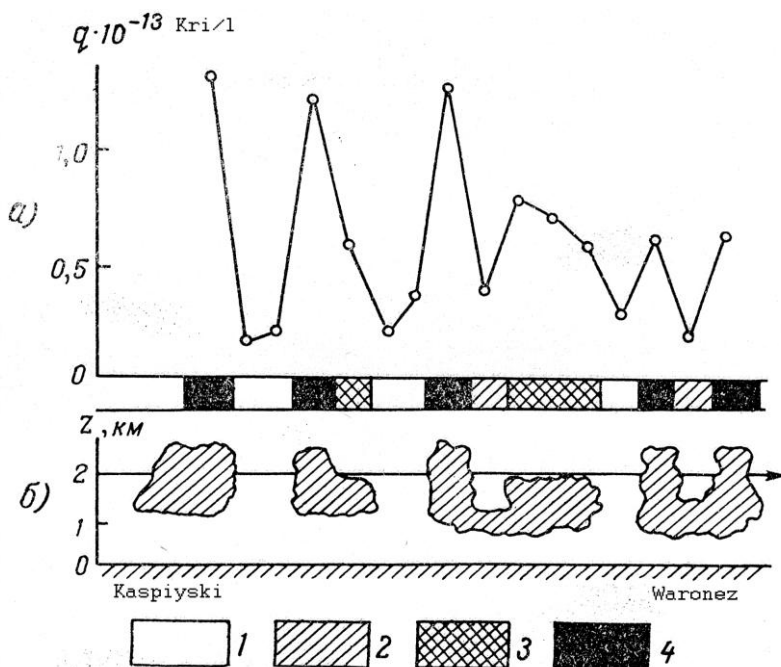 q·10⁻¹³ Kri/l
1,0
а)
0,5
0
Z, км
2
б)
1
0
Kaspiyski Waronez
1 2 3 4